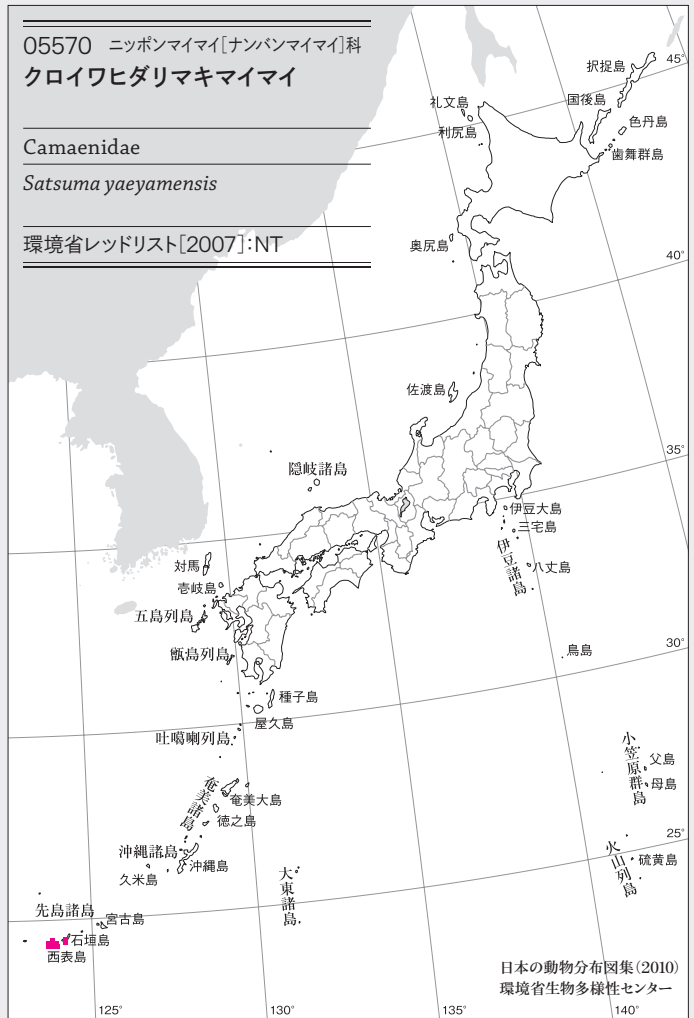 05570 ニッポンマイマイ[ナンバンマイマイ]科
クロイワヒダリマキマイマイ
Camaenidae
Satsuma yaeyamensis
環境省レッドリスト[2007]:NT
択捉島
45°
礼文島
国後島
利尻島
色丹島
歯舞群島
奥尻島
40°
佐渡島
35°
隠岐諸島
伊豆大島
三宅島
伊豆諸島
八丈島
対馬
壱岐島
五島列島
甑島列島
鳥島
30°
種子島
屋久島
吐噶喇列島
小笠原群島
父島
母島
奄美諸島
奄美大島
徳之島
25°
沖縄諸島
沖縄島
久米島
火山列島
硫黄島
大東諸島
先島諸島
宮古島
石垣島
西表島
日本の動物分布図集(2010)
環境省生物多様性センター
125°
130°
135°
140°